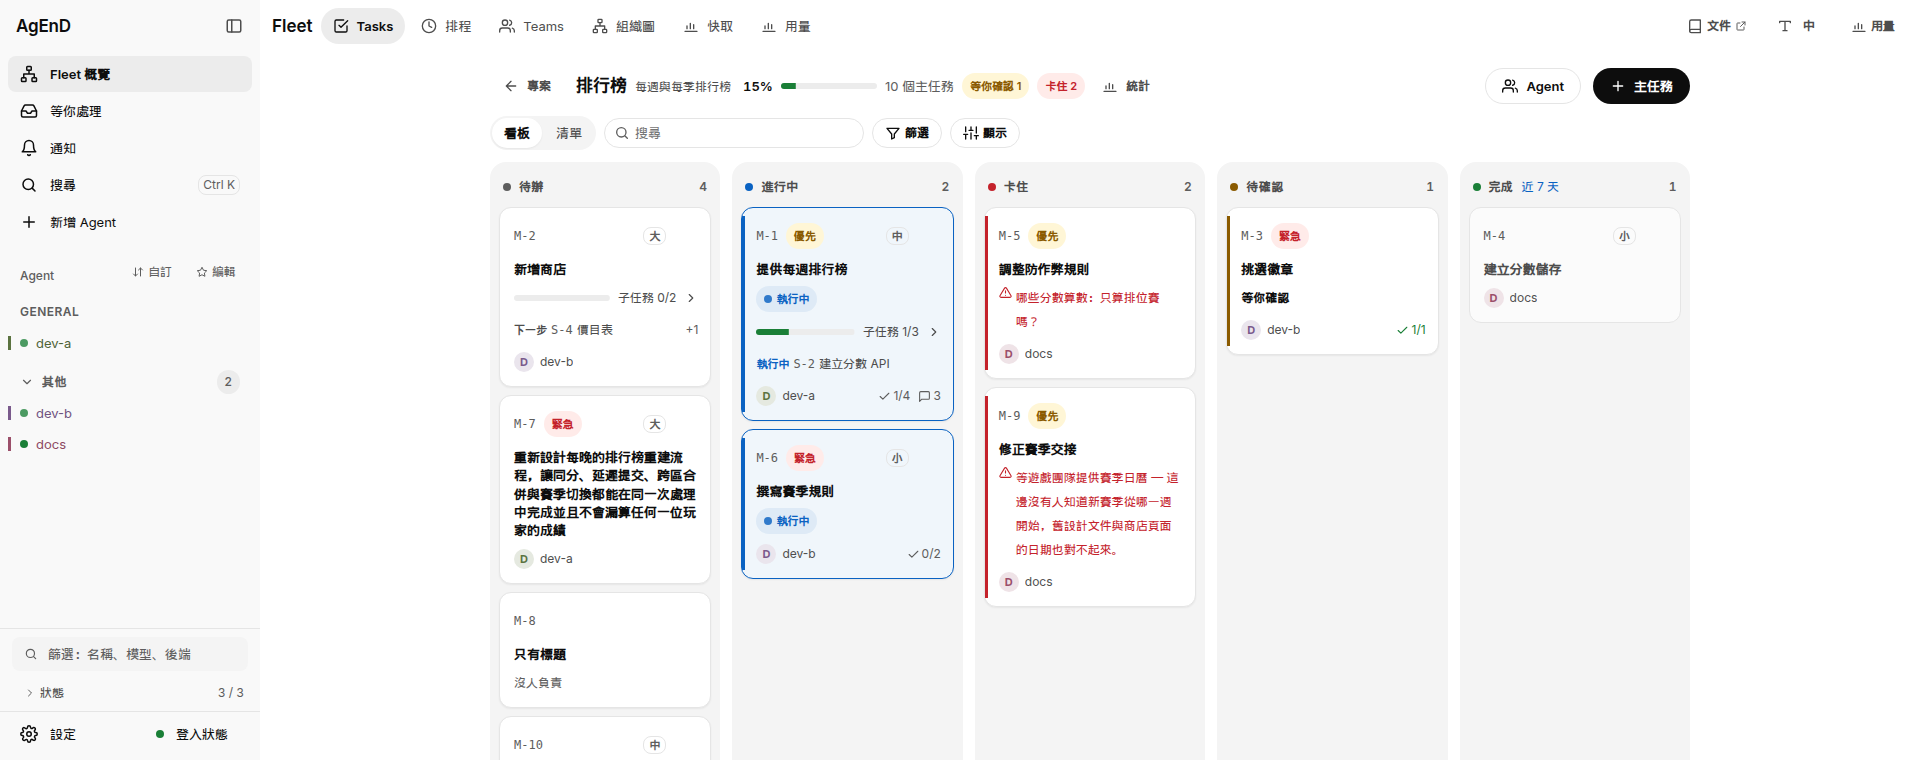 AgEnD
Fleet 概覽
等你處理
通知
搜尋 Ctrl K
新增 Agent
Agent 自訂 編輯
GENERAL
dev-a
其他 2
dev-b
docs
篩選：名稱、模型、後端
狀態 3 / 3
設定 登入狀態
Fleet Tasks 排程 Teams 組織圖 快取 用量
文件 中 用量
專案 排行榜 每週與每季排行榜 15% 10 個主任務 等你確認 1 卡住 2 統計
Agent 主任務
看板 清單 搜尋 篩選 顯示
待辦 4
M-2 大
新增商店
子任務 0/2
下一步 S-4 價目表 +1
D dev-b
M-7 緊急 大
重新設計每晚的排行榜重建流
程，讓同分、延遲提交、跨區合
併與賽季切換都能在同一次處理
中完成並且不會漏算任何一位玩
家的成績
D dev-a
M-8
只有標題
沒人負責
M-10 中
進行中 2
M-1 優先 中
提供每週排行榜
執行中
子任務 1/3
執行中 S-2 建立分數 API
D dev-a 1/4 3
M-6 緊急 小
撰寫賽季規則
執行中
D dev-b 0/2
卡住 2
M-5 優先
調整防作弊規則
哪些分數算數：只算排位賽
嗎？
D docs
M-9 優先
修正賽季交接
等遊戲團隊提供賽季日曆 — 這
邊沒有人知道新賽季從哪一週
開始，舊設計文件與商店頁面
的日期也對不起來。
D docs
待確認 1
M-3 緊急
挑選徽章
等你確認
D dev-b 1/1
完成 近 7 天 1
M-4 小
建立分數儲存
D docs